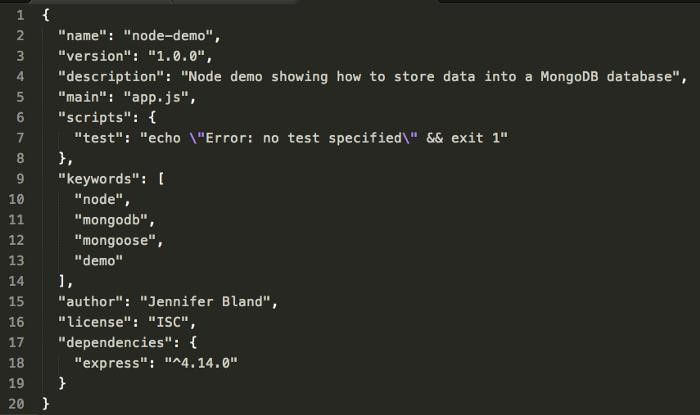 1 {
2 "name": "node-demo",
3 "version": "1.0.0",
4 "description": "Node demo showing how to store data into a MongoDB database",
5 "main": "app.js",
6 "scripts": {
7 "test": "echo \"Error: no test specified\" && exit 1"
8 },
9 "keywords": [
10 "node",
11 "mongodb",
12 "mongoose",
13 "demo"
14 ],
15 "author": "Jennifer Bland",
16 "license": "ISC",
17 "dependencies": {
18 "express": "^4.14.0"
19 }
20 }